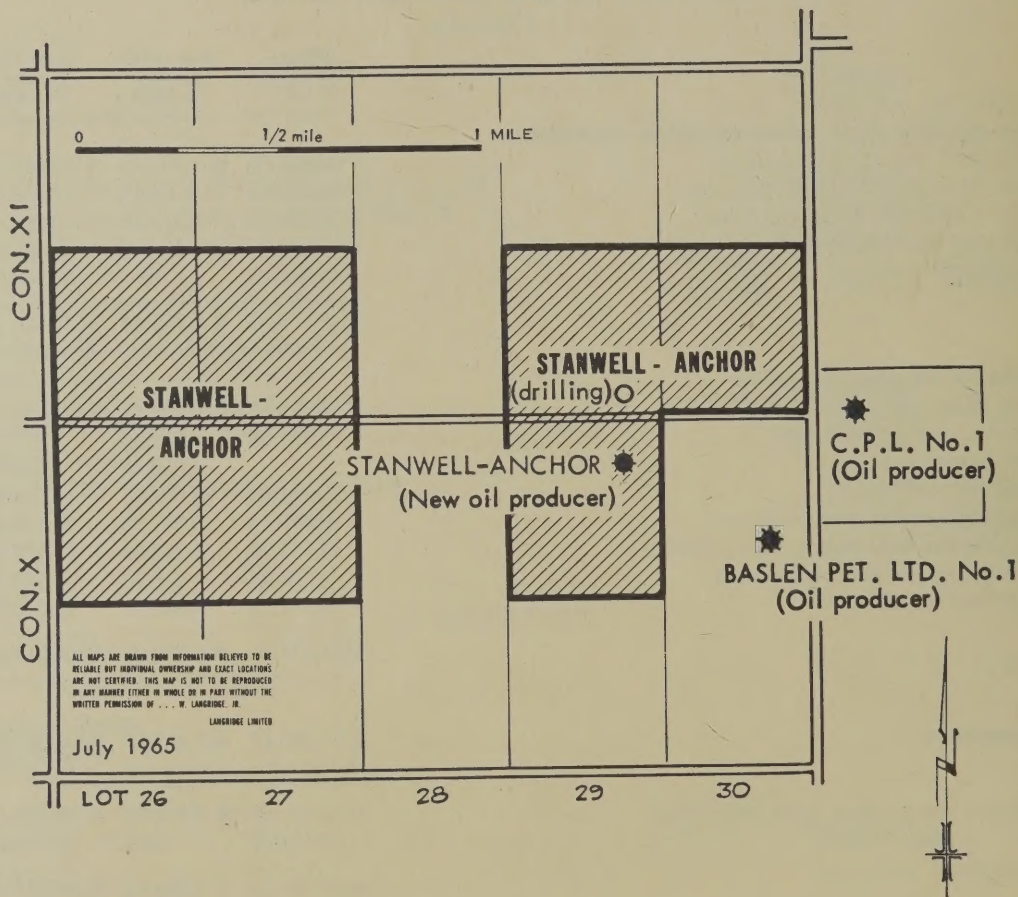 0 1/2 mile 1 MILE
CON. XI
STANWELL - ANCHOR
(drilling)
STANWELL -
ANCHOR
C.P.L. No.1
(Oil producer)
STANWELL-ANCHOR
(New oil producer)
BASLEN PET. LTD. No.1
(Oil producer)
CON. X
ALL MAPS ARE DRAWN FROM INFORMATION BELIEVED TO BE
RELIABLE BUT INDIVIDUAL OWNERSHIP AND EXACT LOCATIONS
ARE NOT CERTIFIED. THIS MAP IS NOT TO BE REPRODUCED
IN ANY MANNER EITHER IN WHOLE OR IN PART WITHOUT THE
WRITTEN PERMISSION OF . . . W. LANGRIDGE, JR.
LANGRIDGE LIMITED
July 1965
LOT 26 27 28 29 30
N